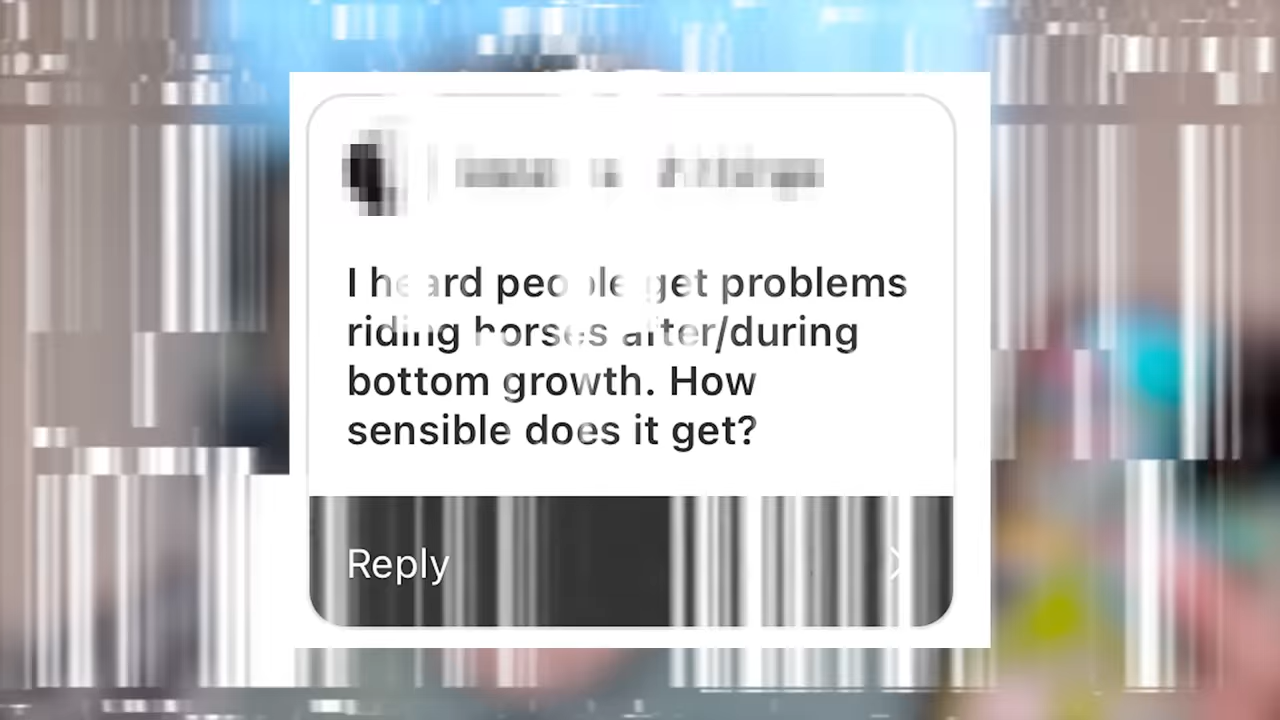 I heard people get problems
riding horses after/during
bottom growth. How
sensible does it get?
Reply